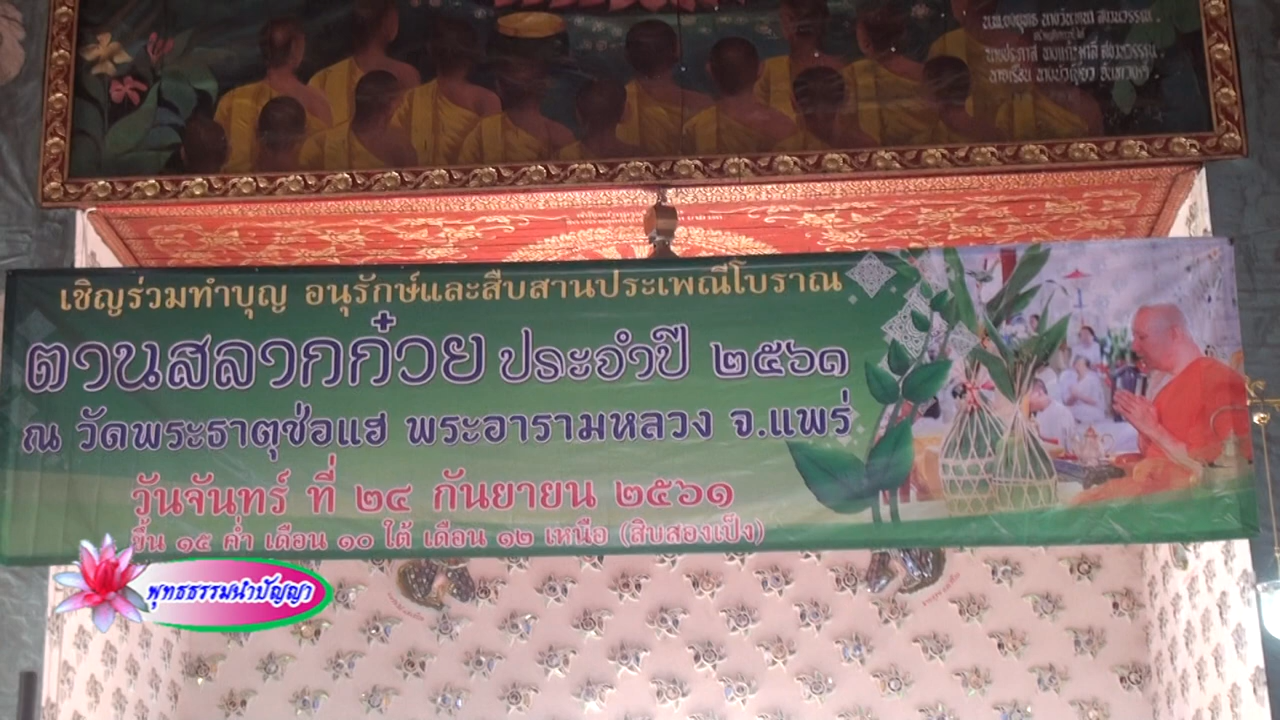 เชิญร่วมทำบุญ อนุรักษ์และสืบสานประเพณีโบราณ
ตานสลากก๋วย ประจำปี ๒๕๖๑
ณ วัดพระธาตุช่อแฮ พระอารามหลวง จ.แพร่
วันจันทร์ ที่ ๒๔ กันยายน ๒๕๖๑
ขึ้น ๑๕ ค่ำ เดือน ๑๐ ใต้ เดือน ๑๒ เหนือ (สิบสองเป็ง)
พุทธธรรมนำปัญญา